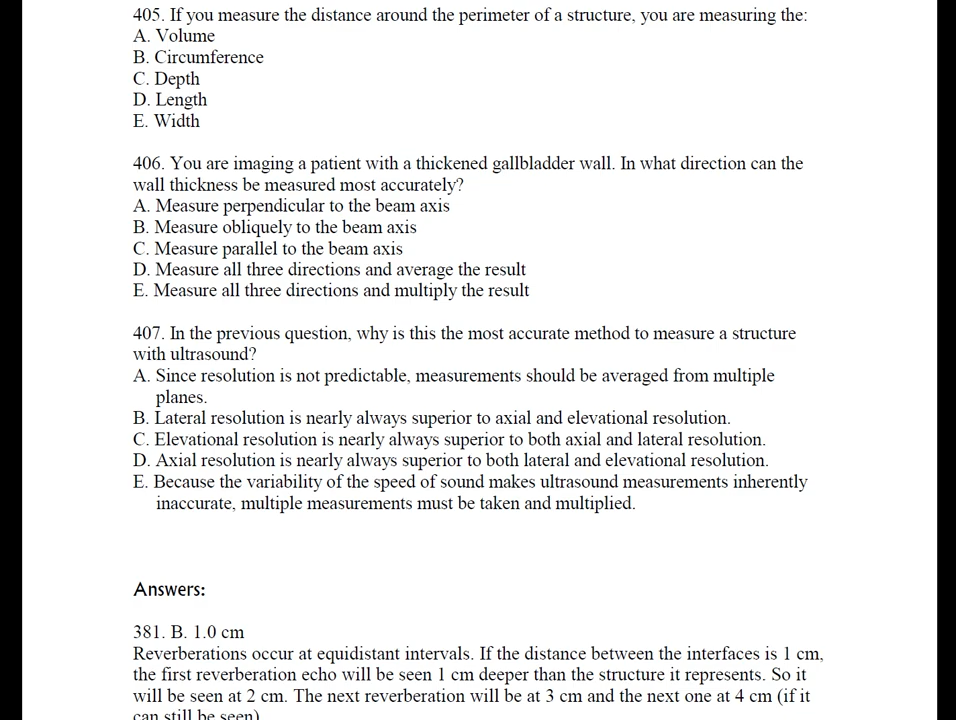 405. If you measure the distance around the perimeter of a structure, you are measuring the:
A. Volume
B. Circumference
C. Depth
D. Length
E. Width
406. You are imaging a patient with a thickened gallbladder wall. In what direction can the
wall thickness be measured most accurately?
A. Measure perpendicular to the beam axis
B. Measure obliquely to the beam axis
C. Measure parallel to the beam axis
D. Measure all three directions and average the result
E. Measure all three directions and multiply the result
407. In the previous question, why is this the most accurate method to measure a structure
with ultrasound?
A. Since resolution is not predictable, measurements should be averaged from multiple
planes.
B. Lateral resolution is nearly always superior to axial and elevational resolution.
C. Elevational resolution is nearly always superior to both axial and lateral resolution.
D. Axial resolution is nearly always superior to both lateral and elevational resolution.
E. Because the variability of the speed of sound makes ultrasound measurements inherently
inaccurate, multiple measurements must be taken and multiplied.
Answers:
381. B. 1.0 cm
Reverberations occur at equidistant intervals. If the distance between the interfaces is 1 cm,
the first reverberation echo will be seen 1 cm deeper than the structure it represents. So it
will be seen at 2 cm. The next reverberation will be at 3 cm and the next one at 4 cm (if it
can still be seen)